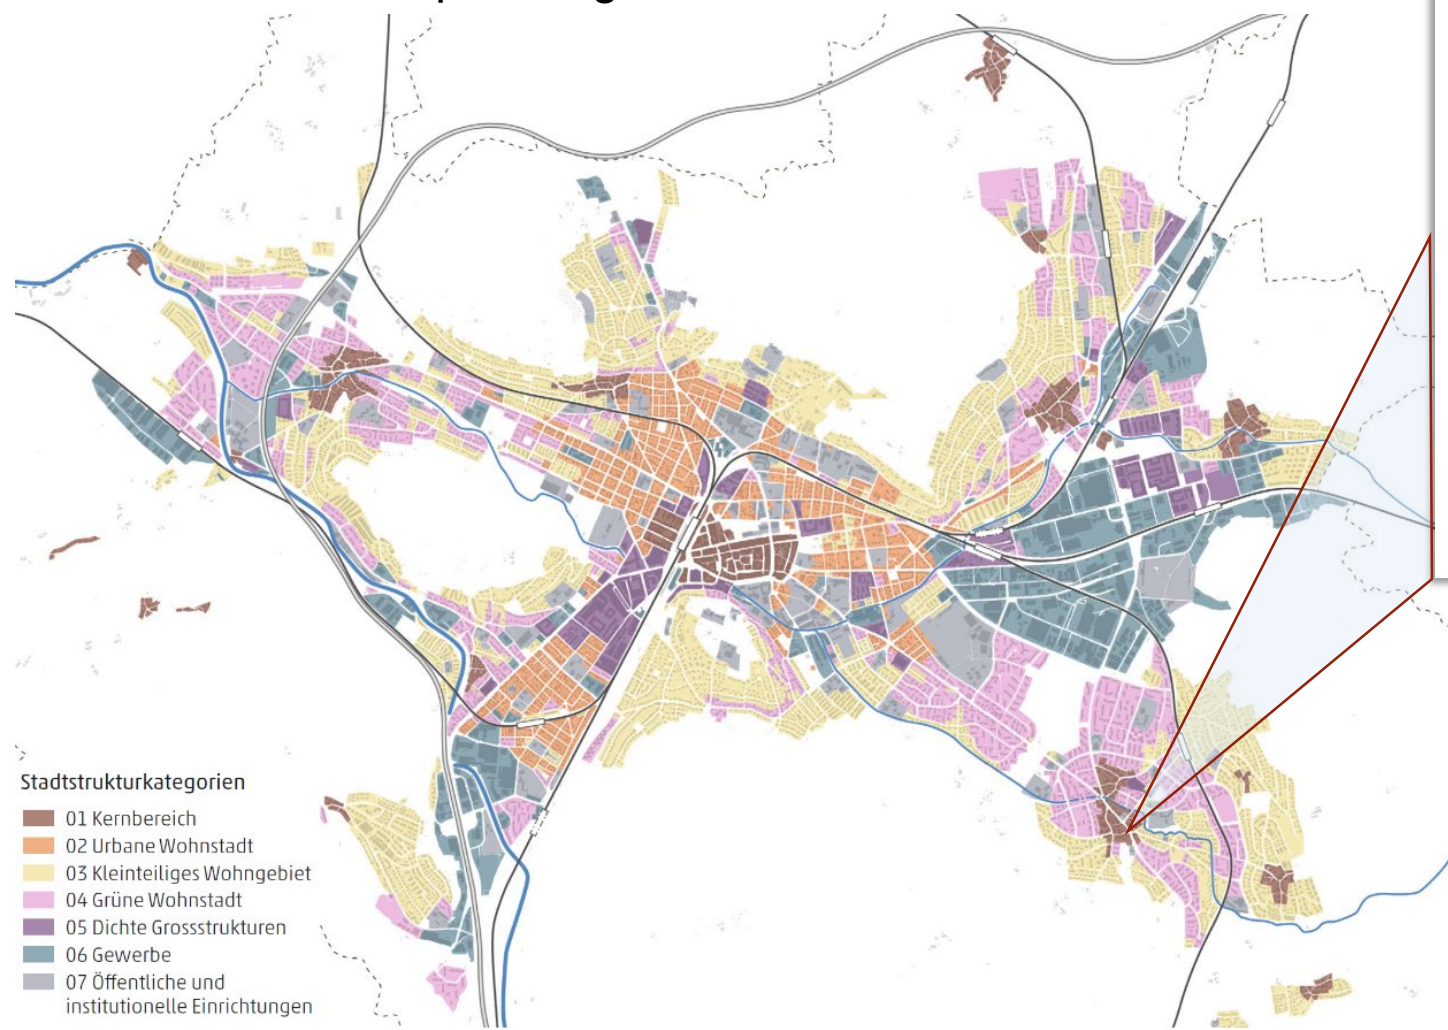 Stadtstrukturkategorien
01 Kernbereich
02 Urbane Wohnstadt
03 Kleinteiliges Wohngebiet
04 Grüne Wohnstadt
05 Dichte Grossstrukturen
06 Gewerbe
07 Öffentliche und
institutionelle Einrichtungen